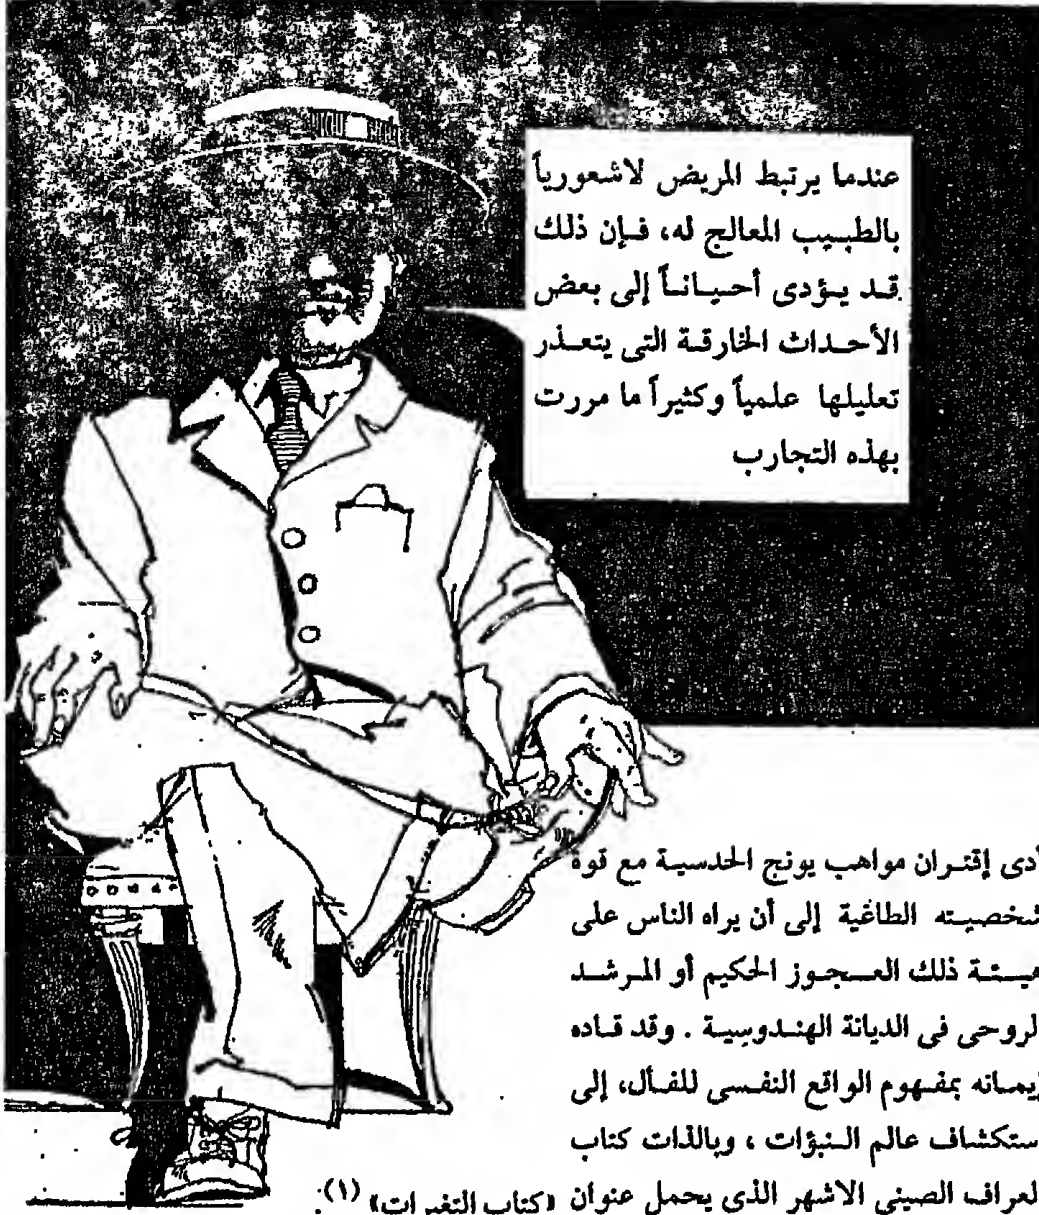 عندما يرتبط المريض لاشعورياً
بالطبيب المعالج له، فإن ذلك
قد يؤدى أحياناً إلى بعض
الأحداث الخارقة التى يتعذر
تعليلها علمياً وكثيراً ما مررت
بهذه التجارب
أدى إقتران مواهب يونج الحدسية مع قوة
شخصيته الطاغية إلى أن يراه الناس على
هيئة ذلك العجوز الحكيم أو المرشد
الروحى فى الديانة الهندوسية . وقد قاده
إيمانه بمفهوم الواقع النفسى للفأل، إلى
استكشاف عالم النبؤات ، وبالذات كتاب
العراف الصينى الاشهر الذى يحمل عنوان «كتاب التغيرات» (١).